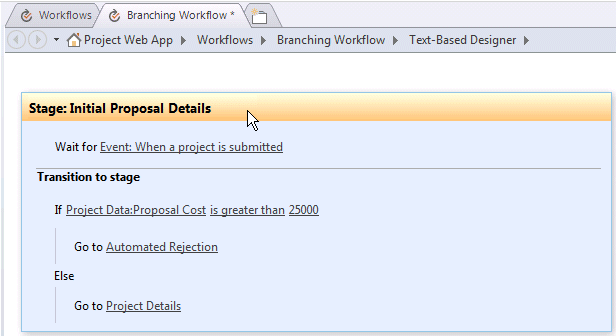 Workflows Branching Workflow *
Project Web App Workflows Branching Workflow Text-Based Designer
Stage: Initial Proposal Details
Wait for Event: When a project is submitted
Transition to stage
If Project Data:Proposal Cost is greater than 25000
Go to Automated Rejection
Else
Go to Project Details